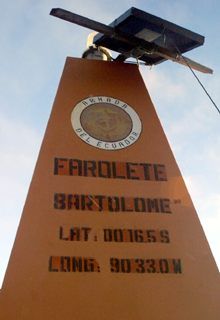 ARMADA
DEL ECUADOR
FAROLETE
BARTOLOME
LAT: 00°16.5 S
LONG: 90°33.0 W